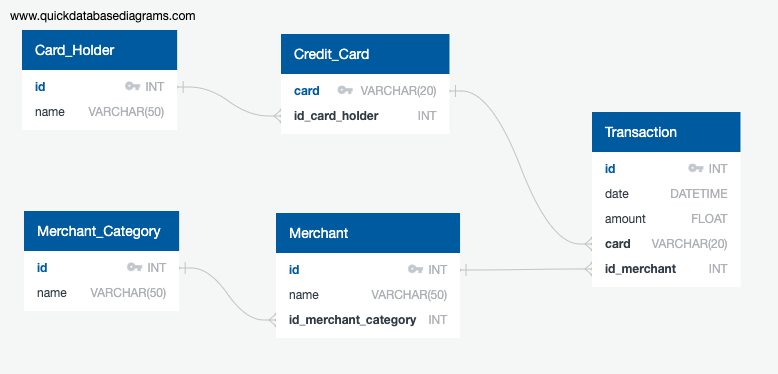 www.quickdatabasediagrams.com
Card_Holder
id INT
name VARCHAR(50)
Credit_Card
card VARCHAR(20)
id_card_holder INT
Transaction
id INT
date DATETIME
amount FLOAT
card VARCHAR(20)
id_merchant INT
Merchant_Category
id INT
name VARCHAR(50)
Merchant
id INT
name VARCHAR(50)
id_merchant_category INT